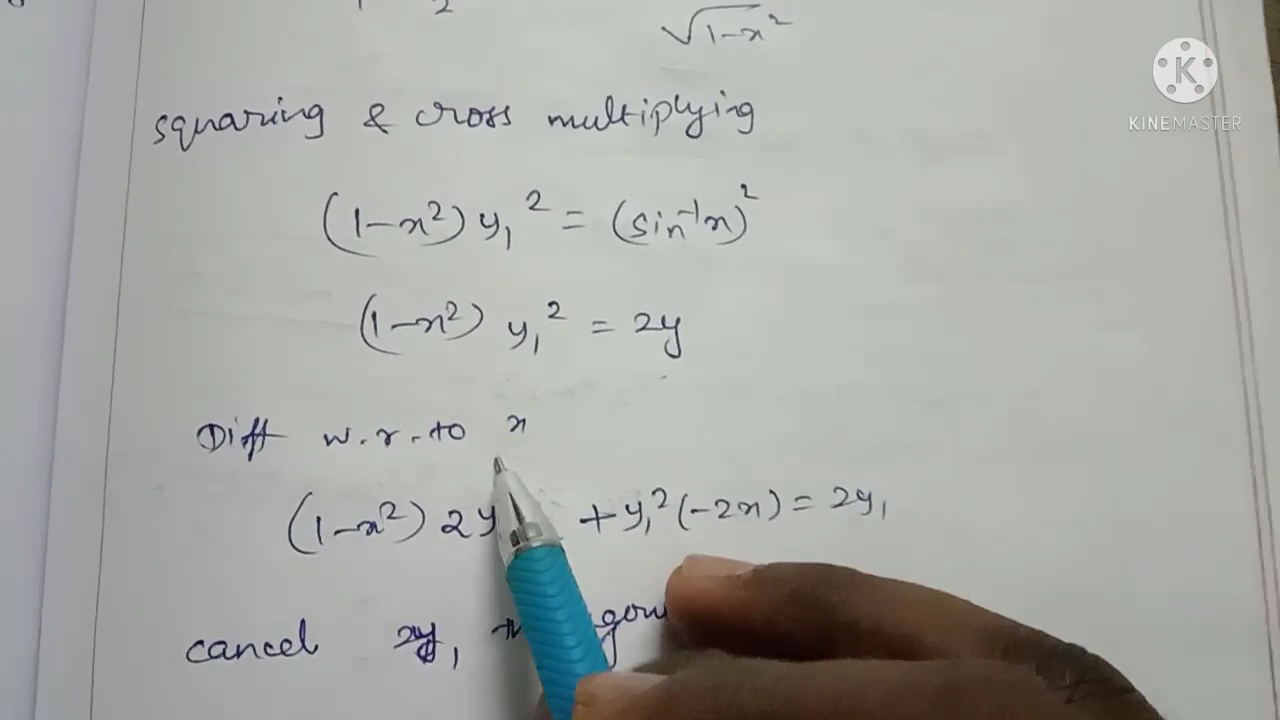 2
√1-x²
squaring & cross multiplying
(1-x²) y₁² = (sin⁻¹x)²
(1-x²) y₁² = 2y
Diff w.r.to x
(1-x²) 2y + y₁²(-2x) = 2y₁
cancel 2y₁
K
KINEMASTER